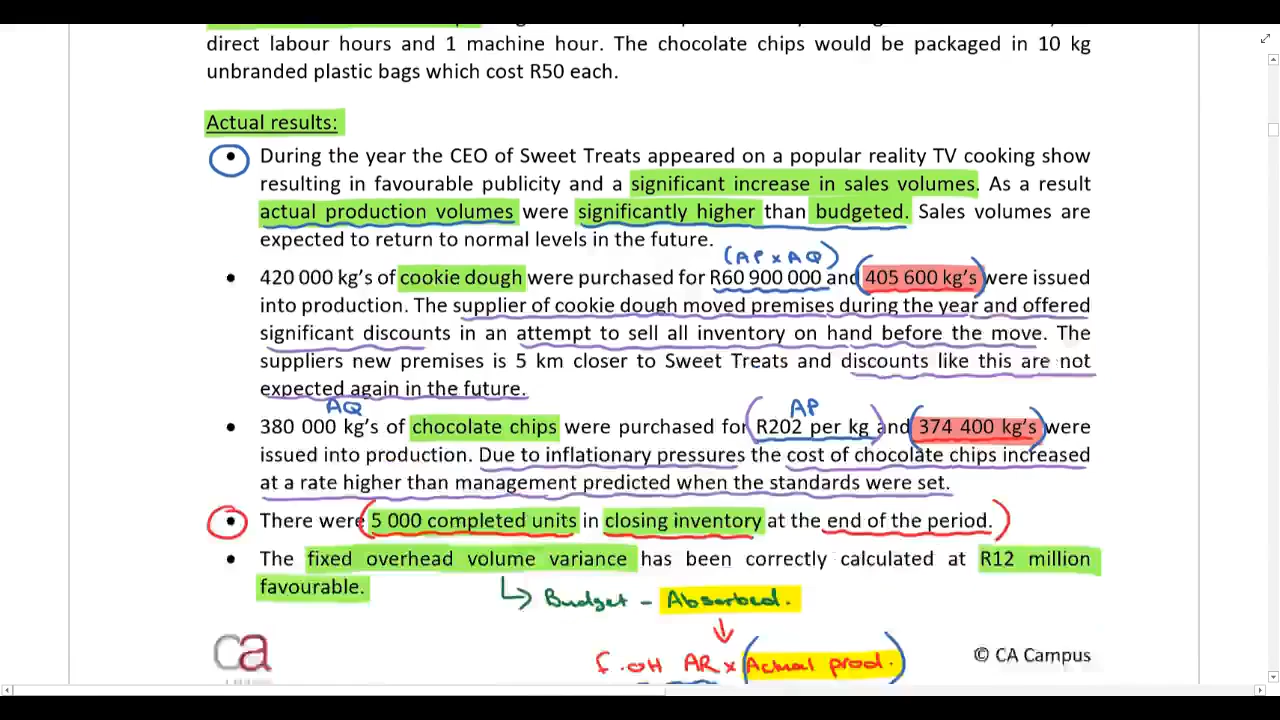 direct labour hours and 1 machine hour. The chocolate chips would be packaged in 10 kg
unbranded plastic bags which cost R50 each.
Actual results:
• During the year the CEO of Sweet Treats appeared on a popular reality TV cooking show
resulting in favourable publicity and a significant increase in sales volumes. As a result
actual production volumes were significantly higher than budgeted. Sales volumes are
expected to return to normal levels in the future.
(AP x AQ)
• 420 000 kg's of cookie dough were purchased for R60 900 000 and 405 600 kg's were issued
into production. The supplier of cookie dough moved premises during the year and offered
significant discounts in an attempt to sell all inventory on hand before the move. The
suppliers new premises is 5 km closer to Sweet Treats and discounts like this are not
expected again in the future.
AQ AP
• 380 000 kg's of chocolate chips were purchased for (R202 per kg) and (374 400 kg's) were
issued into production. Due to inflationary pressures the cost of chocolate chips increased
at a rate higher than management predicted when the standards were set.
• There were (5 000 completed units in closing inventory at the end of the period.)
• The fixed overhead volume variance has been correctly calculated at R12 million
favourable.
↳ Budget - Absorbed.
F.OH AR x (Actual prod.)
ca
© CA Campus